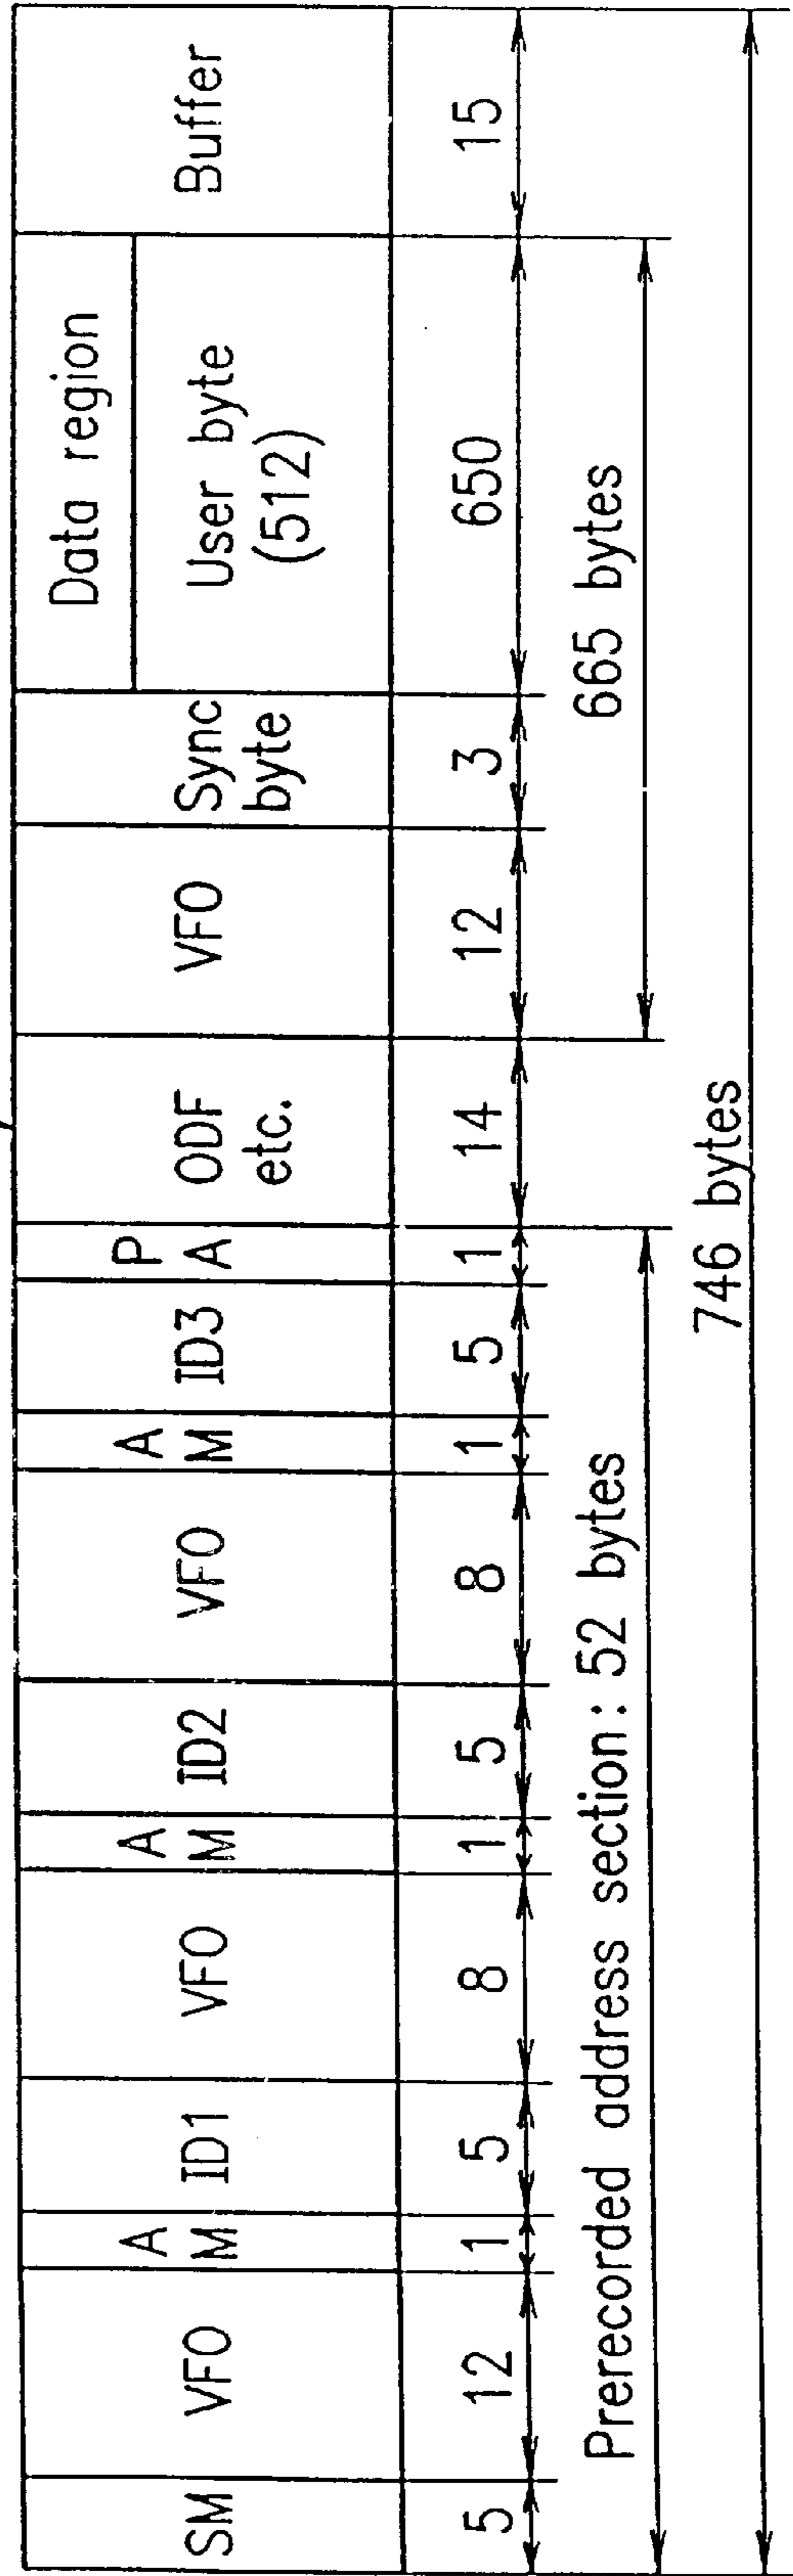 SM VFO AM ID1 VFO AM ID2 VFO AM ID3 PA ODF etc. VFO Sync byte Data region User byte (512) Buffer
5 12 1 5 8 1 5 8 1 5 1 14 12 3 650 15
Prerecorded address section: 52 bytes 665 bytes
746 bytes